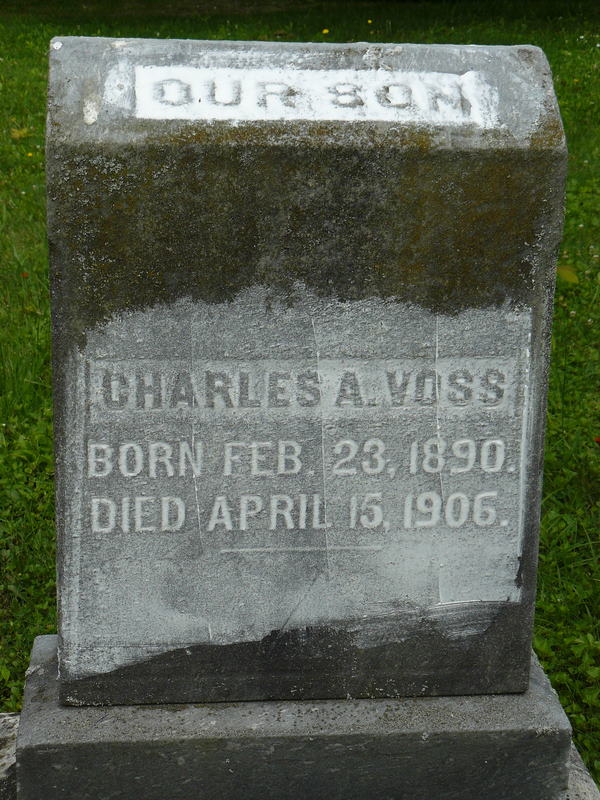 OUR SON
CHARLES A. VOSS
BORN FEB. 23, 1890.
DIED APRIL 15, 1906.